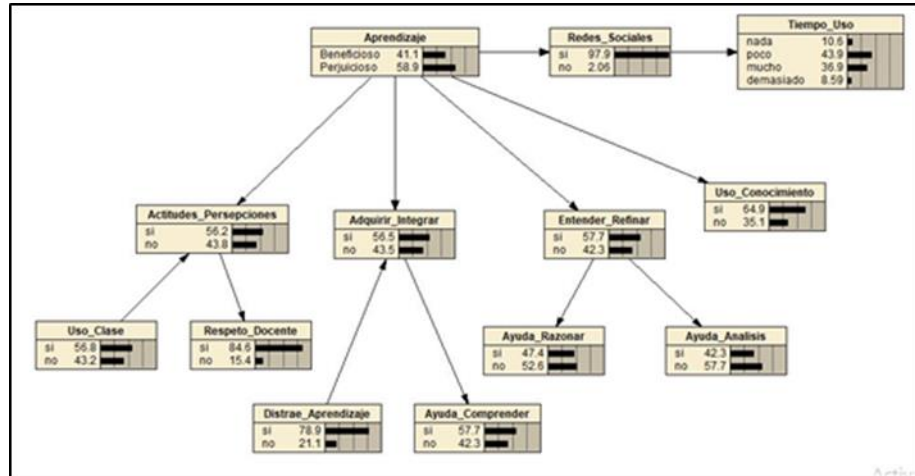 Aprendizaje
Beneficioso 41.1
Perjuicioso 58.9
Redes_Sociales
si 97.9
no 2.06
Tiempo_Uso
nada 10.6
poco 43.9
mucho 36.9
demasiado 8.59
Uso_Conocimiento
si 64.9
no 35.1
Actitudes_Persepciones
si 56.2
no 43.8
Adquirir_Integrar
si 56.5
no 43.5
Entender_Refinar
si 57.7
no 42.3
Uso_Clase
si 56.8
no 43.2
Respeto_Docente
si 84.6
no 15.4
Ayuda_Razonar
si 47.4
no 52.6
Ayuda_Analisis
si 42.3
no 57.7
Distrae_Aprendizaje
si 78.9
no 21.1
Ayuda_Comprender
si 57.7
no 42.3